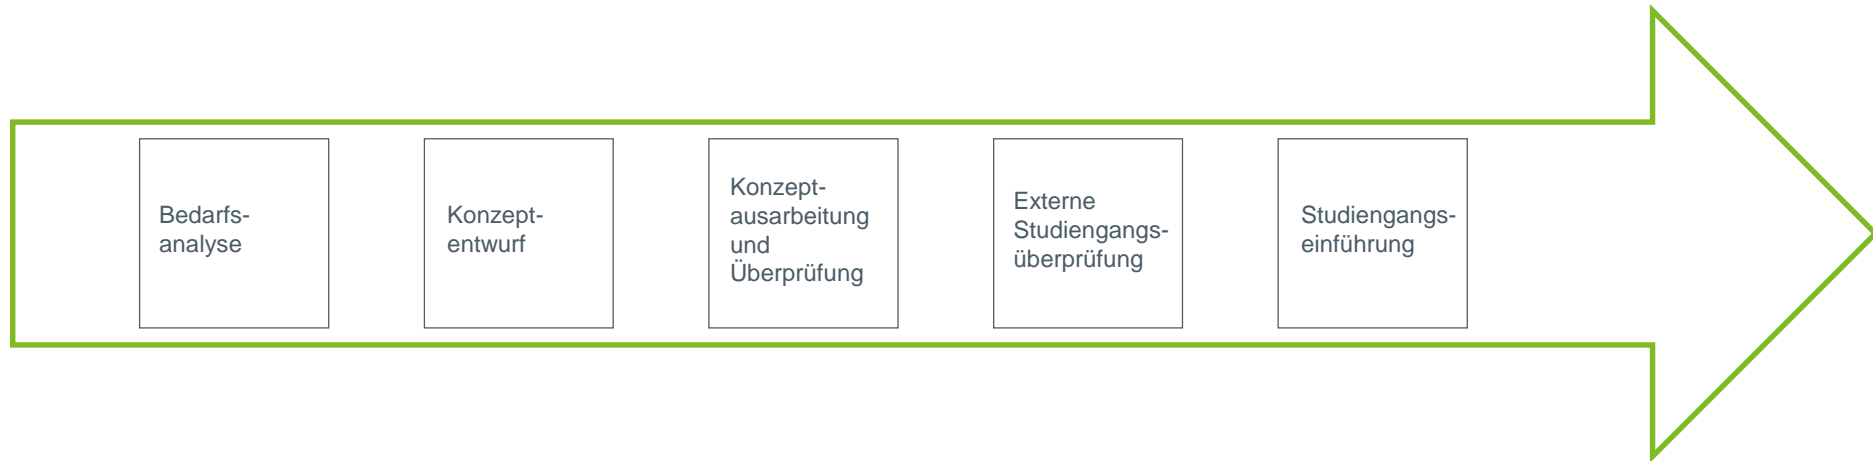 Bedarfs-
analyse
Konzept-
entwurf
Konzept-
ausarbeitung
und
Überprüfung
Externe
Studiengangs-
überprüfung
Studiengangs-
einführung